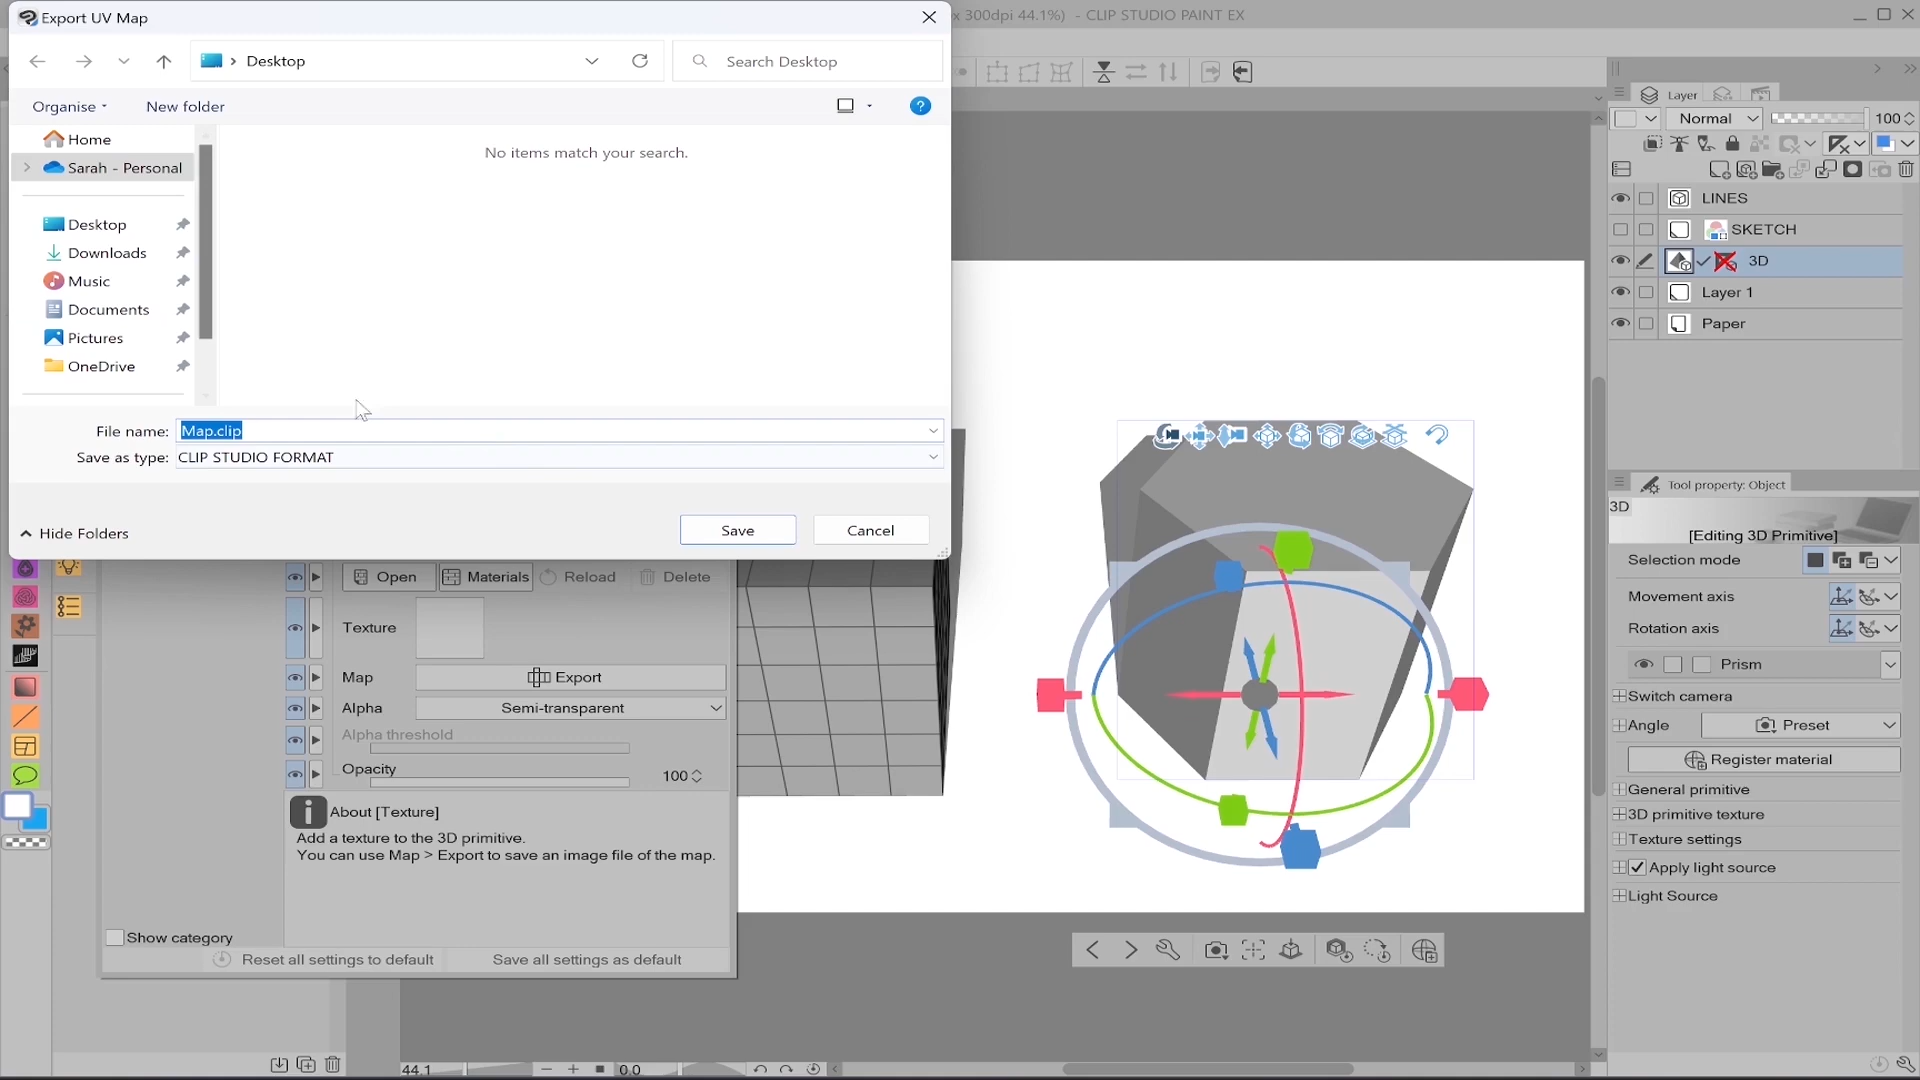 Export UV Map
x 300dpi 44.1%) - CLIP STUDIO PAINT EX
Desktop
Search Desktop
Organise
New folder
Home
Sarah - Personal
No items match your search.
Desktop
Downloads
Music
Documents
Pictures
OneDrive
File name: Map.clip
Save as type: CLIP STUDIO FORMAT
Hide Folders
Save
Cancel
Open
Materials
Reload
Delete
Texture
Map
Export
Alpha
Semi-transparent
Alpha threshold
Opacity
100
About [Texture]
Add a texture to the 3D primitive.
You can use Map > Export to save an image file of the map.
Show category
Reset all settings to default
Save all settings as default
44.1
0.0
Layer
Normal
100
LINES
SKETCH
3D
Layer 1
Paper
Tool property: Object
3D
[Editing 3D Primitive]
Selection mode
Movement axis
Rotation axis
Prism
Switch camera
Angle
Preset
Register material
General primitive
3D primitive texture
Texture settings
Apply light source
Light Source